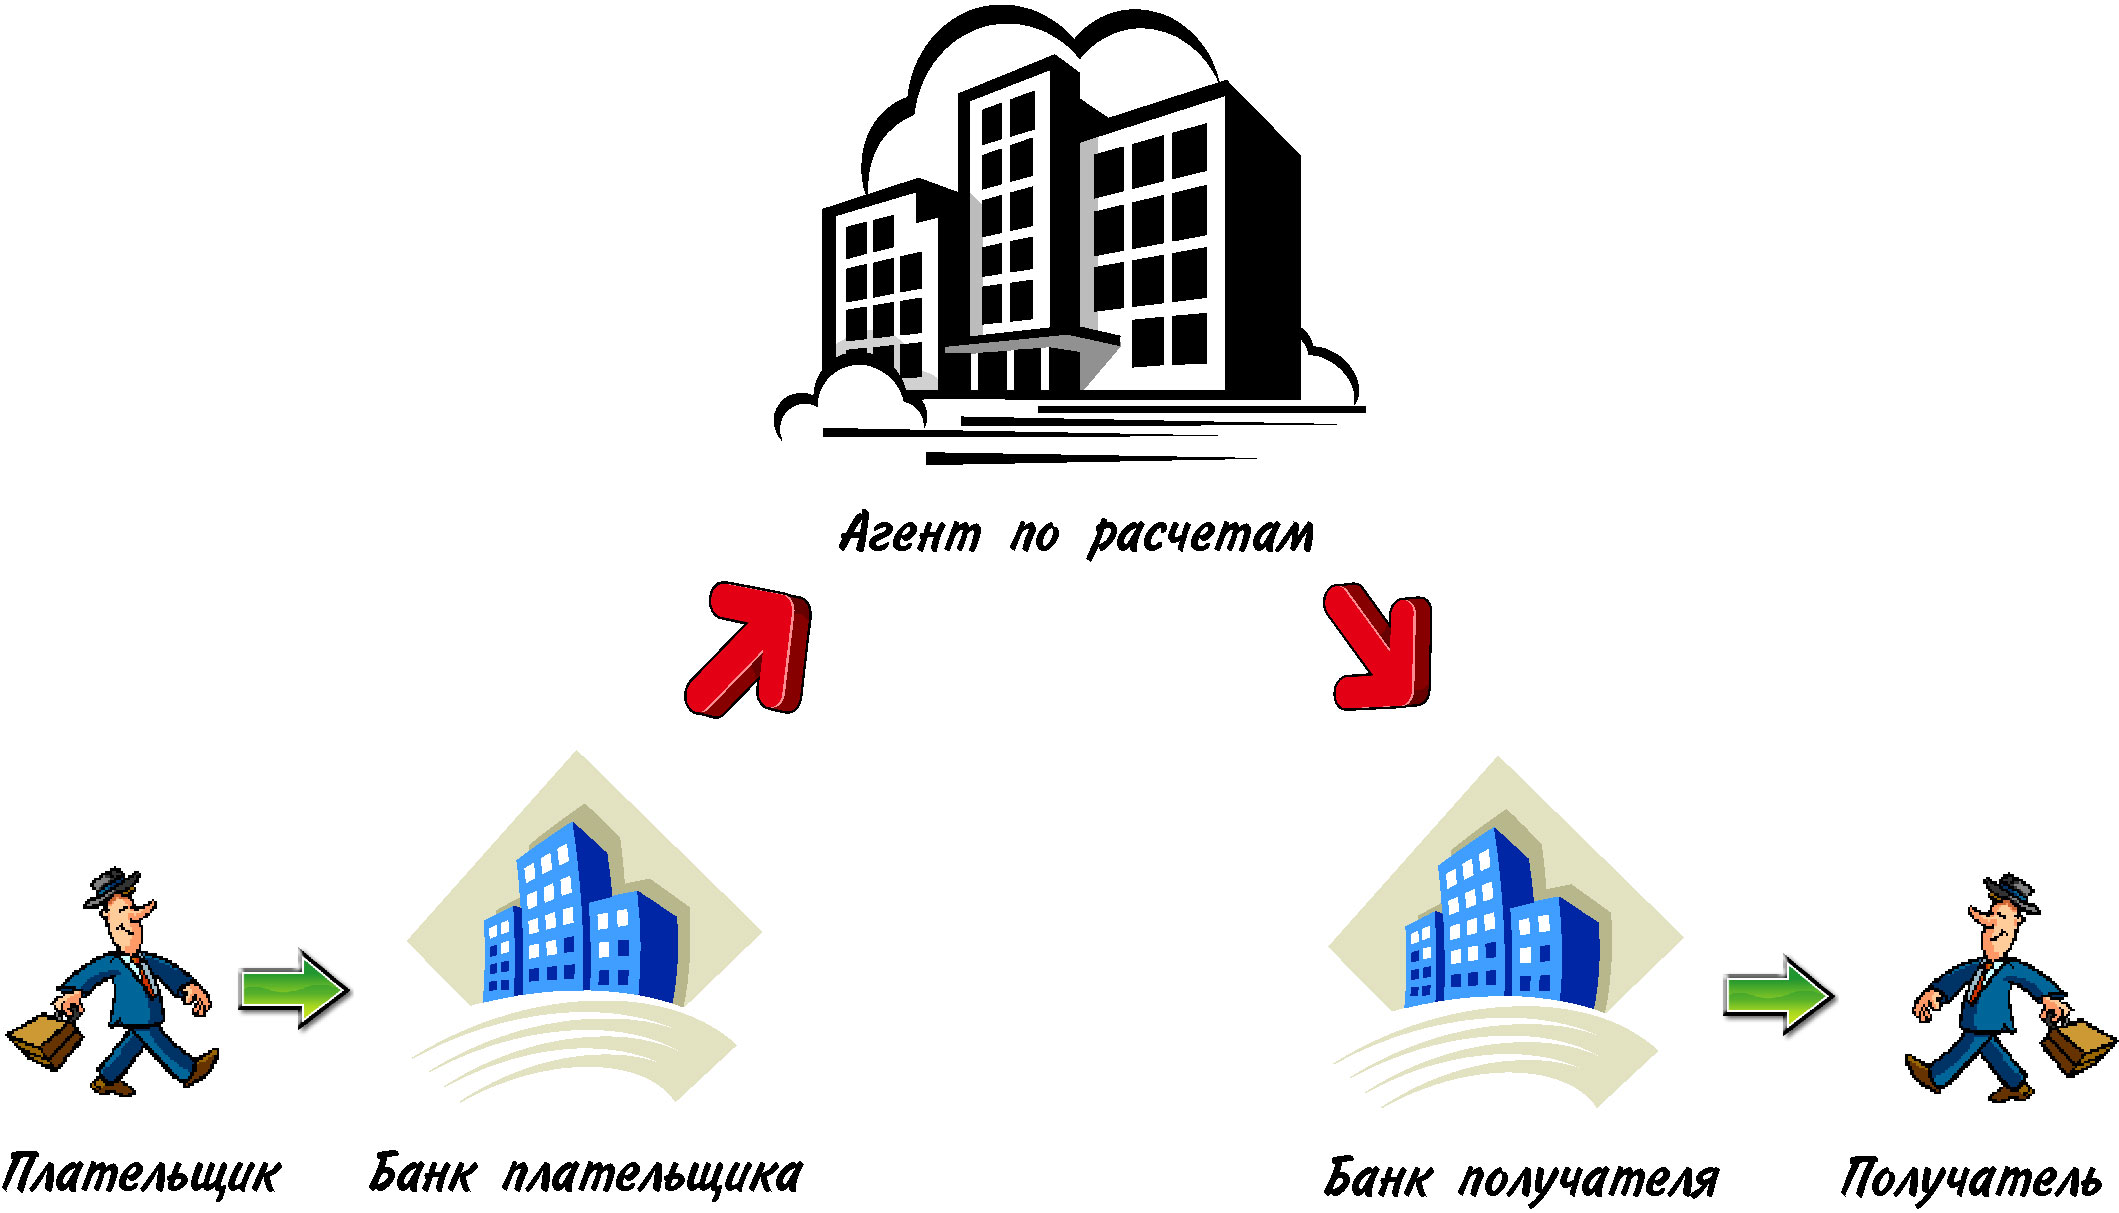 Агент по расчетам
Плательщик
Банк плательщика
Банк получателя
Получатель